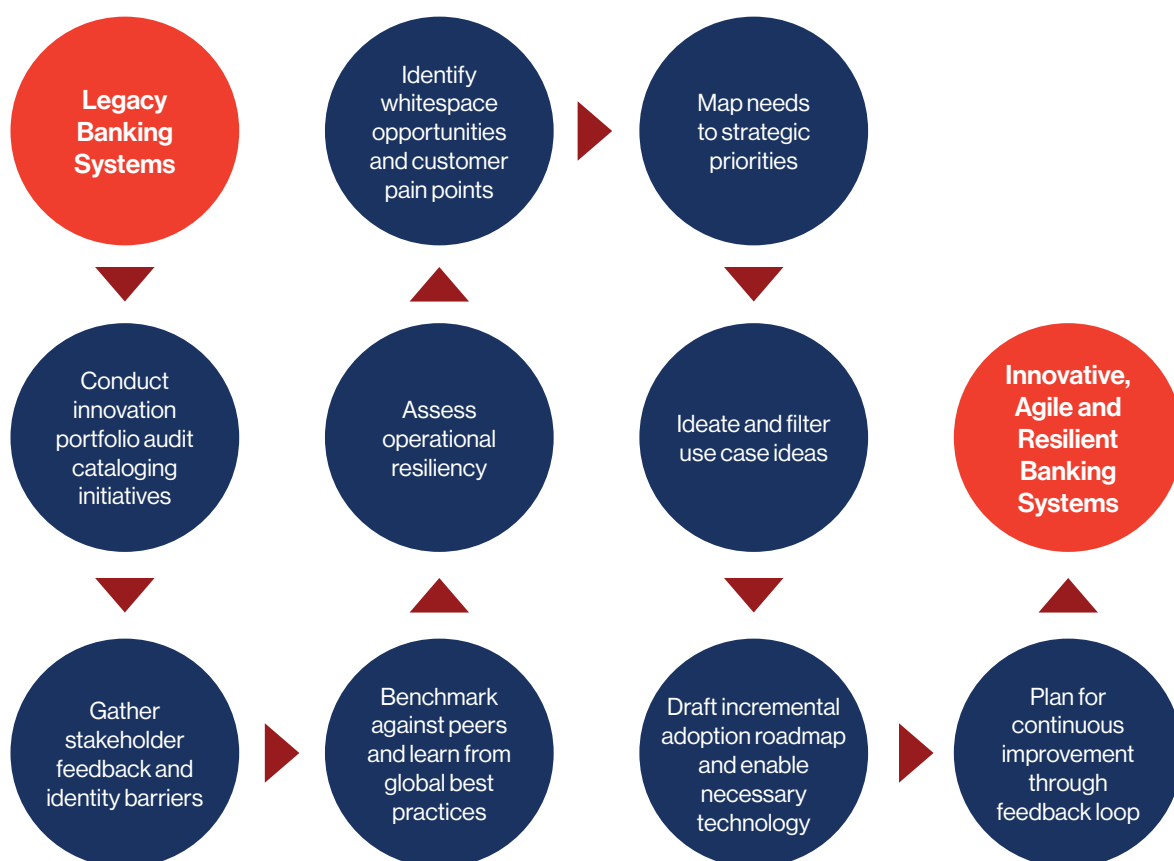 Legacy
Banking
Systems
Conduct
innovation
portfolio audit
cataloging
initiatives
Gather
stakeholder
feedback and
identity barriers
Benchmark
against peers
and learn from
global best
practices
Assess
operational
resiliency
Identify
whitespace
opportunities
and customer
pain points
Map needs
to strategic
priorities
Ideate and filter
use case ideas
Draft incremental
adoption roadmap
and enable
necessary
technology
Plan for
continuous
improvement
through
feedback loop
Innovative,
Agile and
Resilient
Banking
Systems